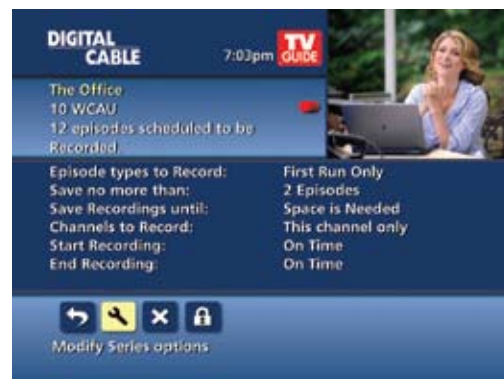 DIGITAL
CABLE
7:03pm
TV
GUIDE
The Office
10 WCAU
12 episodes scheduled to be
Recorded.
Episode types to Record: First Run Only
Save no more than: 2 Episodes
Save Recordings until: Space is Needed
Channels to Record: This channel only
Start Recording: On Time
End Recording: On Time
Modify Series options